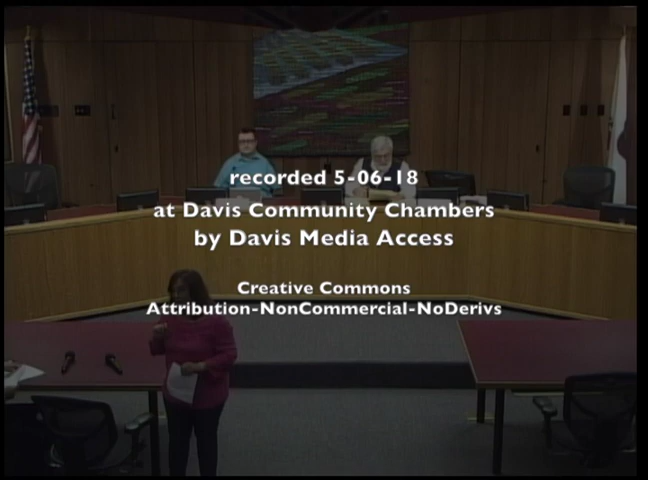 recorded 5-06-18
at Davis Community Chambers
by Davis Media Access
Creative Commons
Attribution-NonCommercial-NoDerivs